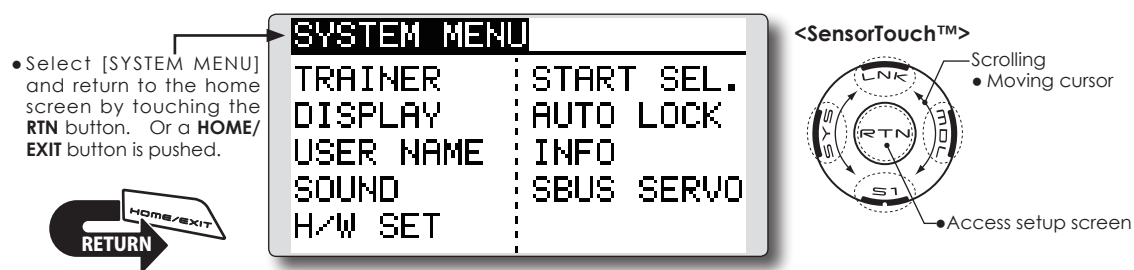 ● Select [SYSTEM MENU]
and return to the home
screen by touching the
RTN button. Or a HOME/
EXIT button is pushed.
HOME/EXIT
RETURN
SYSTEM MENU
TRAINER
DISPLAY
USER NAME
SOUND
H/W SET
START SEL.
AUTO LOCK
INFO
SBUS SERVO
<SensorTouch™>
LNK
SYS
RTN
MDL
S1
Scrolling
● Moving cursor
● Access setup screen